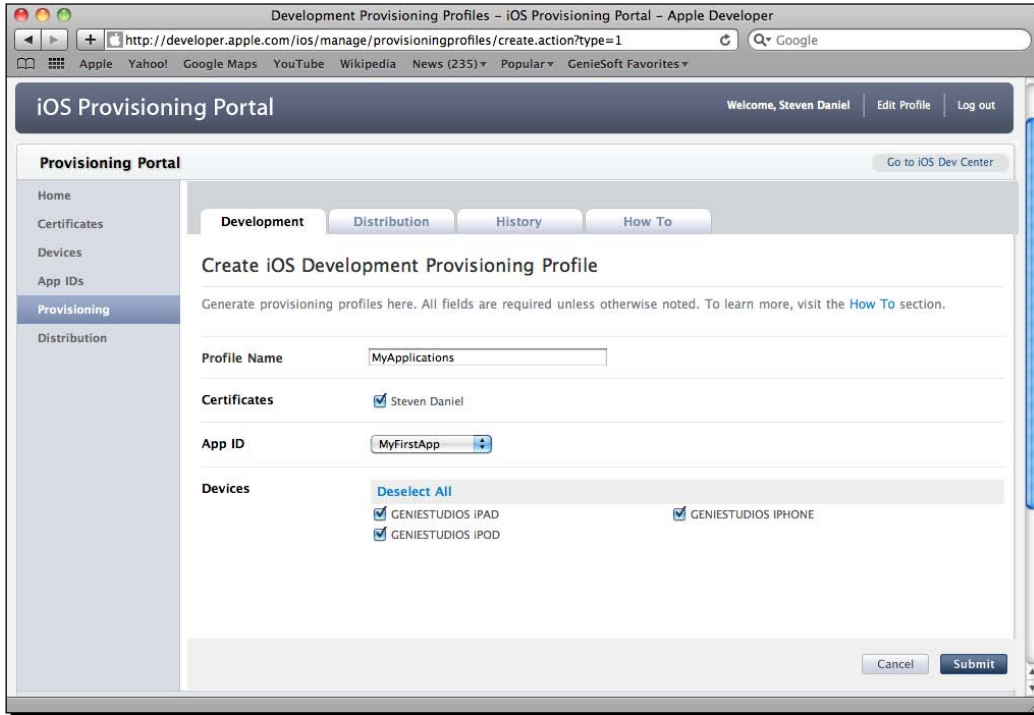 Development Provisioning Profiles – iOS Provisioning Portal – Apple Developer
http://developer.apple.com/ios/manage/provisioningprofiles/create.action?type=1
Google
Apple Yahoo! Google Maps YouTube Wikipedia News (235) Popular GenieSoft Favorites
iOS Provisioning Portal
Welcome, Steven Daniel Edit Profile Log out
Provisioning Portal
Go to iOS Dev Center
Home
Certificates
Devices
App IDs
Provisioning
Distribution
Development Distribution History How To
Create iOS Development Provisioning Profile
Generate provisioning profiles here. All fields are required unless otherwise noted. To learn more, visit the How To section.
Profile Name MyApplications
Certificates Steven Daniel
App ID MyFirstApp
Devices Deselect All
GENIESTUDIOS iPAD GENIESTUDIOS IPHONE
GENIESTUDIOS iPOD
Cancel Submit